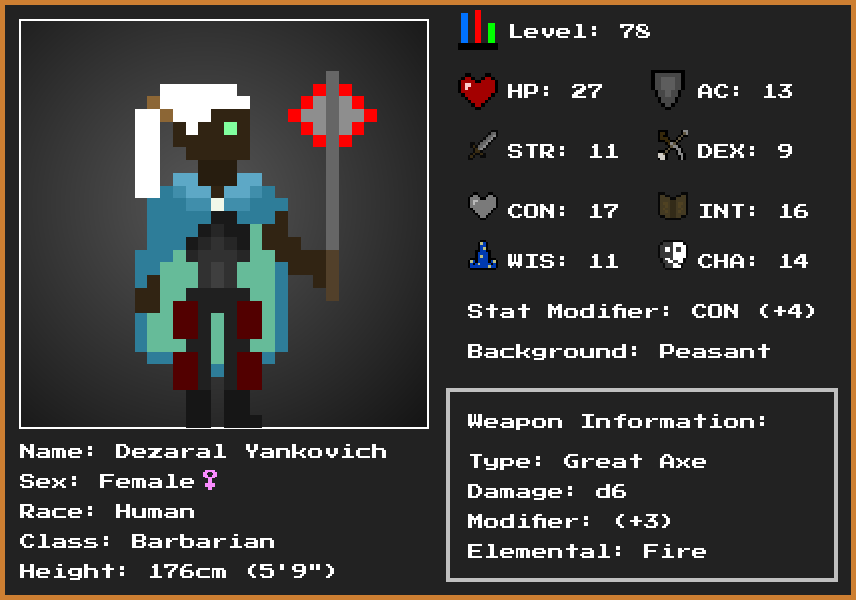 Level: 78
HP: 27
AC: 13
STR: 11
DEX: 9
CON: 17
INT: 16
WIS: 11
CHA: 14
Stat Modifier: CON (+4)
Background: Peasant
Weapon Information:
Type: Great Axe
Damage: d6
Modifier: (+3)
Elemental: Fire
Name: Dezaral Yankovich
Sex: Female♀
Race: Human
Class: Barbarian
Height: 176cm (5'9")